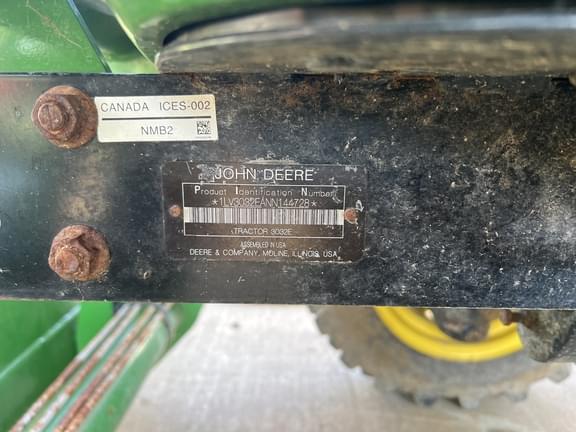 CANADA ICES-002
NMB2
JOHN DEERE
Product Identification Number
*1LV3032EANN144728*
TRACTOR 3032E
ASSEMBLED IN USA
DEERE & COMPANY, MOLINE, ILLINOIS, USA